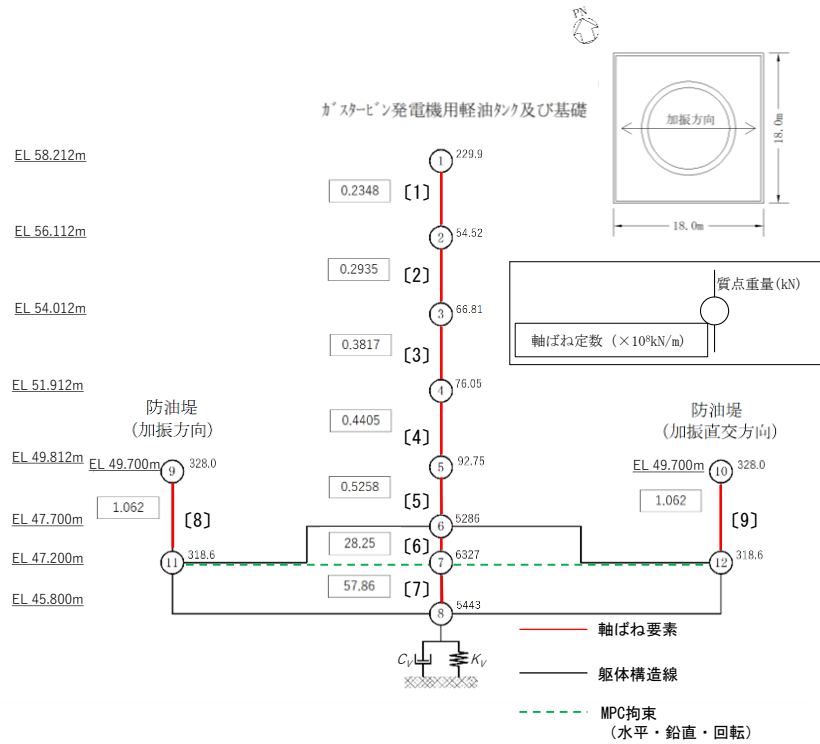 PN
ガスタービン発電機用軽油タンク及び基礎
加振方向
18.0m
18.0m
質点重量(kN)
軸ばね定数 (×10⁸kN/m)
EL 58.212m
1
229.9
0.2348
〔1〕
EL 56.112m
2
54.52
0.2935
〔2〕
EL 54.012m
3
66.81
0.3817
〔3〕
EL 51.912m
4
76.05
0.4405
〔4〕
防油堤
(加振方向)
防油堤
(加振直交方向)
EL 49.812m
5
92.75
EL 49.700m
9
328.0
EL 49.700m
10
328.0
0.5258
〔5〕
1.062
〔8〕
1.062
〔9〕
EL 47.700m
6
5286
28.25
〔6〕
EL 47.200m
11
318.6
7
6327
12
318.6
57.86
〔7〕
EL 45.800m
8
5443
CV
KV
軸ばね要素
躯体構造線
MPC拘束
(水平・鉛直・回転)